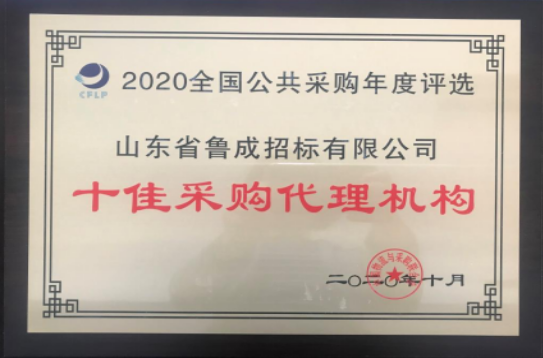 CFLP
2020全国公共采购年度评选
山东省鲁成招标有限公司
十佳采购代理机构
二〇二〇年十月